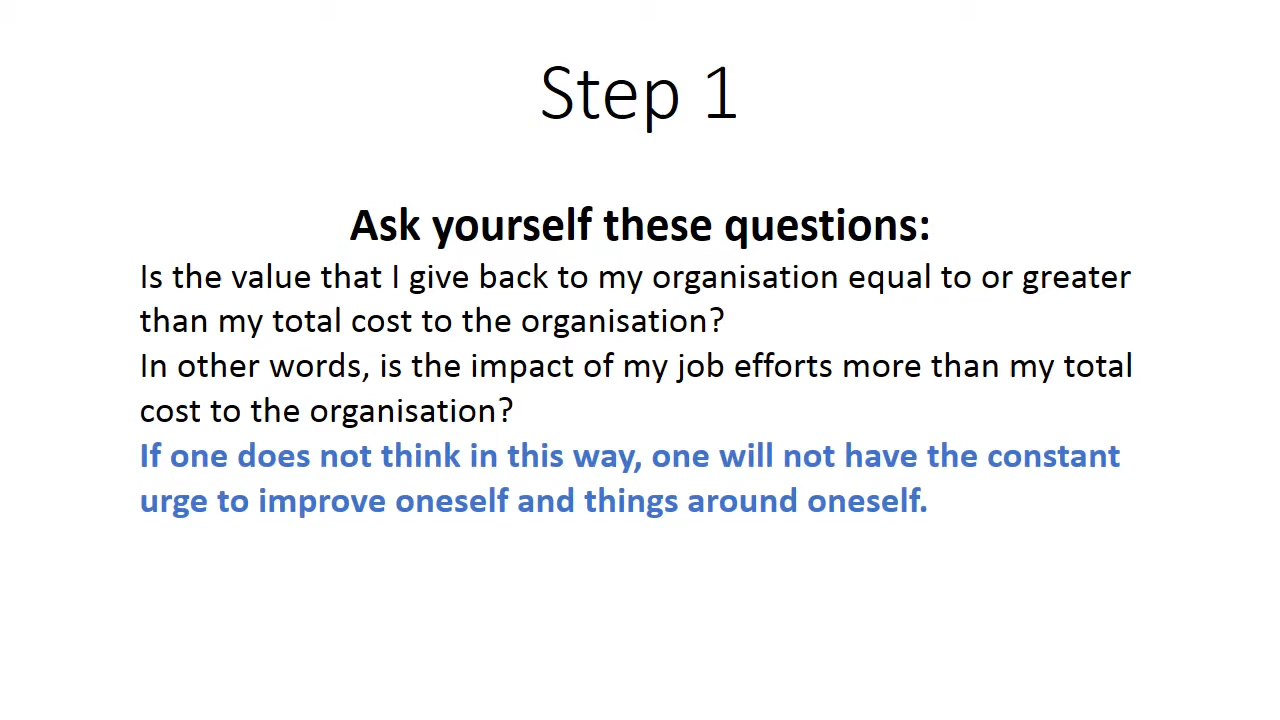 Step 1
Ask yourself these questions:
Is the value that I give back to my organisation equal to or greater
than my total cost to the organisation?
In other words, is the impact of my job efforts more than my total
cost to the organisation?
If one does not think in this way, one will not have the constant
urge to improve oneself and things around oneself.